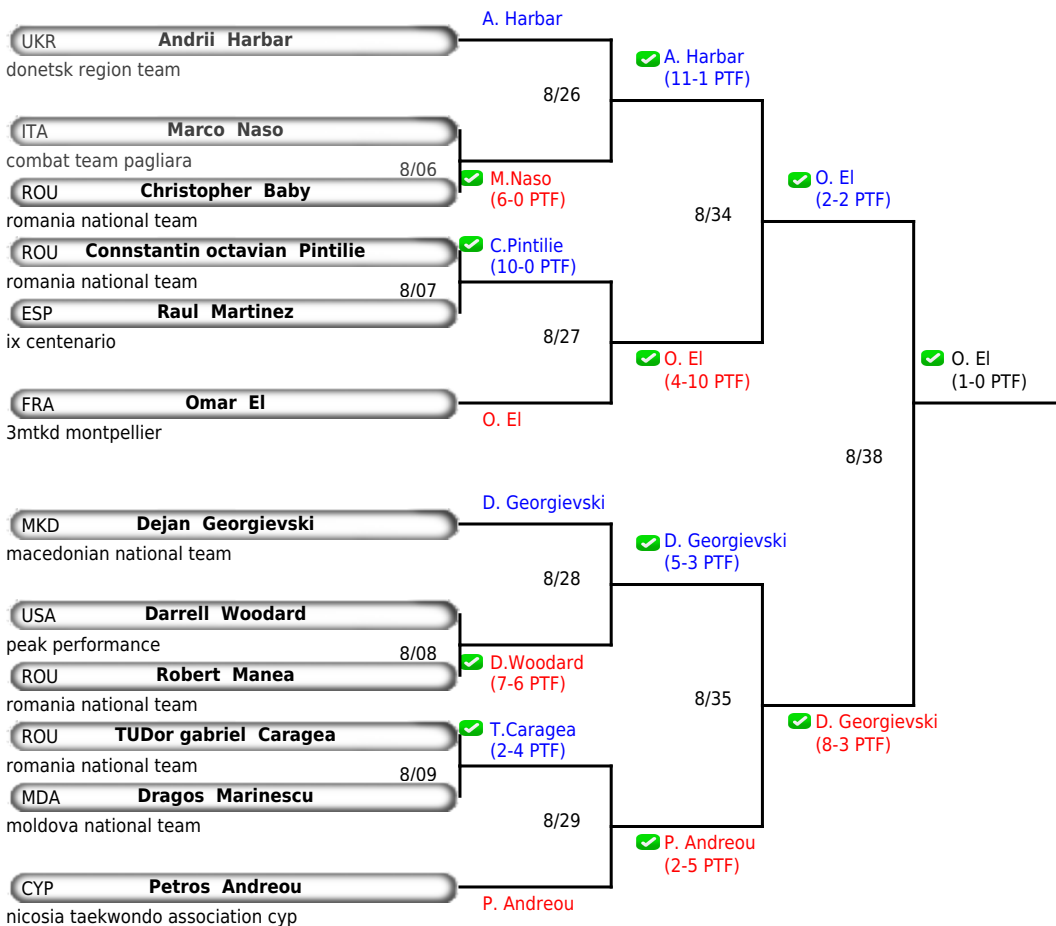 A. Harbar
UKR Andrii Harbar
donetsk region team
A. Harbar
(11-1 PTF)
8/26
ITA Marco Naso
combat team pagliara
8/06
M.Naso
(6-0 PTF)
ROU Christopher Baby
romania national team
O. El
(2-2 PTF)
8/34
ROU Connstantin octavian Pintilie
romania national team
C.Pintilie
(10-0 PTF)
8/07
ESP Raul Martinez
ix centenario
8/27
O. El
(4-10 PTF)
O. El
(1-0 PTF)
FRA Omar El
3mtkd montpellier
O. El
8/38
D. Georgievski
MKD Dejan Georgievski
macedonian national team
D. Georgievski
(5-3 PTF)
8/28
USA Darrell Woodard
peak performance
8/08
D.Woodard
(7-6 PTF)
ROU Robert Manea
romania national team
8/35
D. Georgievski
(8-3 PTF)
ROU TUDor gabriel Caragea
romania national team
T.Caragea
(2-4 PTF)
8/09
MDA Dragos Marinescu
moldova national team
8/29
P. Andreou
(2-5 PTF)
CYP Petros Andreou
nicosia taekwondo association cyp
P. Andreou